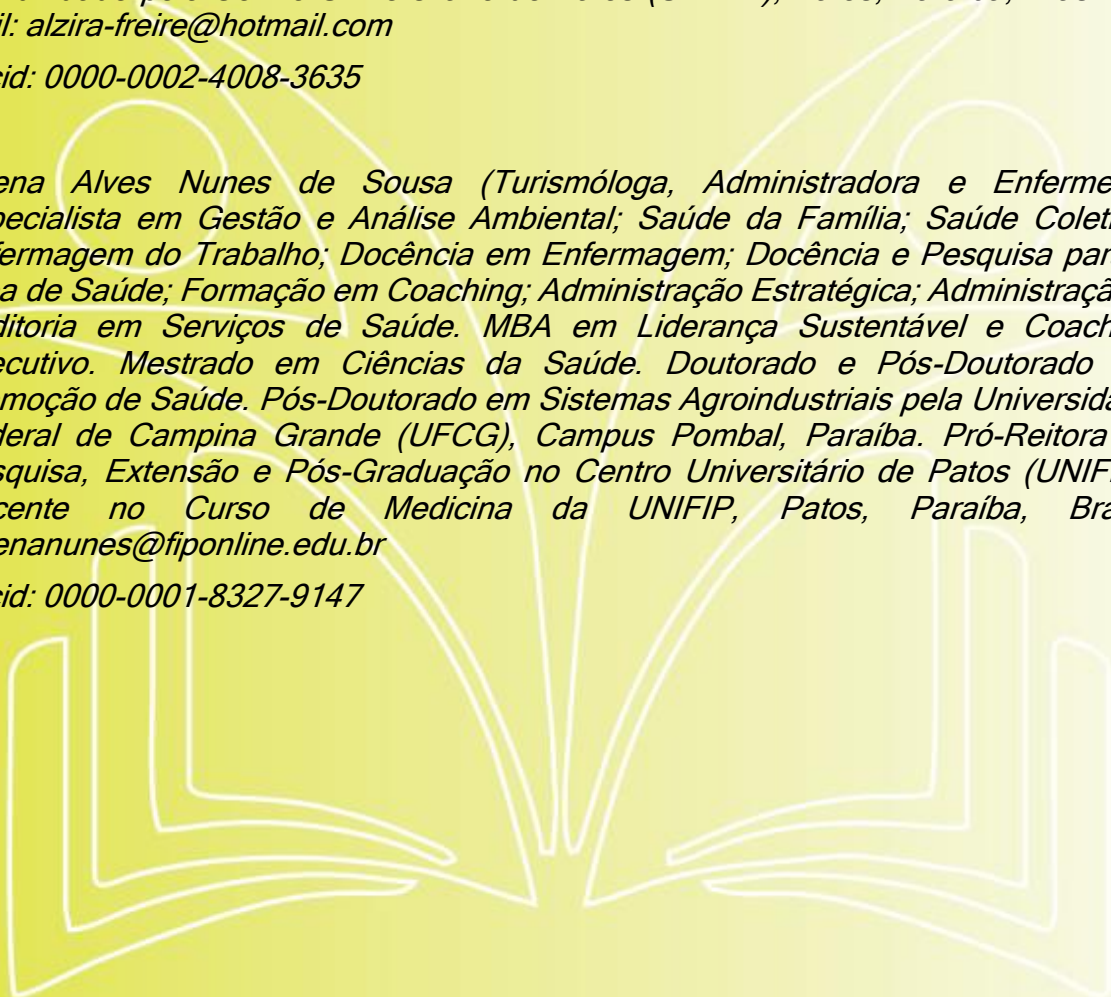 il: alzira-freire@hotmail.com
cid: 0000-0002-4008-3635
ena Alves Nunes de Sousa (Turismóloga, Administradora e Enferme
pecialista em Gestão e Análise Ambiental; Saúde da Família; Saúde Colet
fermagem do Trabalho; Docência em Enfermagem; Docência e Pesquisa par
a de Saúde; Formação em Coaching; Administração Estratégica; Administraçã
ditoria em Serviços de Saúde. MBA em Liderança Sustentável e Coach
ecutivo. Mestrado em Ciências da Saúde. Doutorado e Pós-Doutorado
moção de Saúde. Pós-Doutorado em Sistemas Agroindustriais pela Universida
deral de Campina Grande (UFCG), Campus Pombal, Paraíba. Pró-Reitora
squisa, Extensão e Pós-Graduação no Centro Universitário de Patos (UNIF
cente no Curso de Medicina da UNIFIP, Patos, Paraíba, Bra
enanunes@fiponline.edu.br
cid: 0000-0001-8327-9147